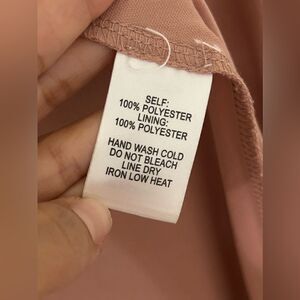 SELF:
100% POLYESTER
LINING:
100% POLYESTER
HAND WASH COLD
DO NOT BLEACH
LINE DRY
IRON LOW HEAT